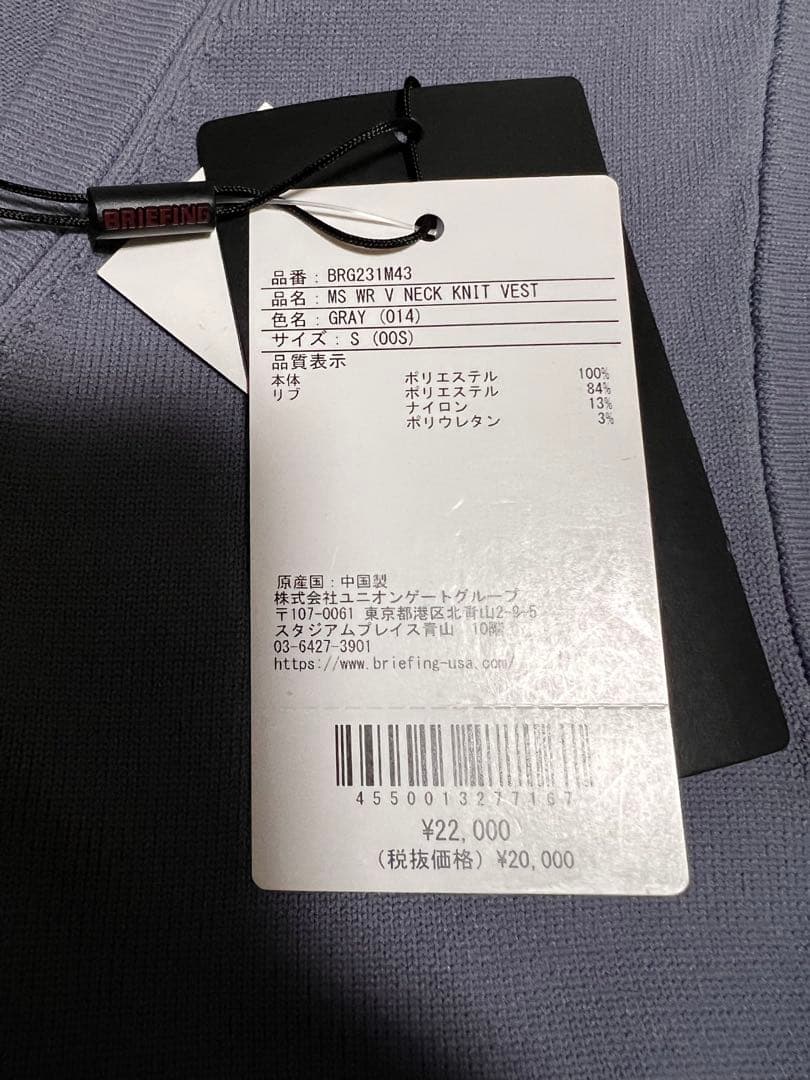 BRIEFING
品番 : BRG231M43
品名 : MS WR V NECK KNIT VEST
色名 : GRAY (014)
サイズ : S (00S)
品質表示
本体 ポリエステル 100%
リブ ポリエステル 84%
ナイロン 13%
ポリウレタン 3%
原産国 : 中国製
株式会社ユニオンゲートグループ
〒107-0061 東京都港区北青山2-9-5
スタジアムプレイス青山 10階
03-6427-3901
https://www.briefing-usa.com/
4550013277167
¥22,000
(税抜価格) ¥20,000